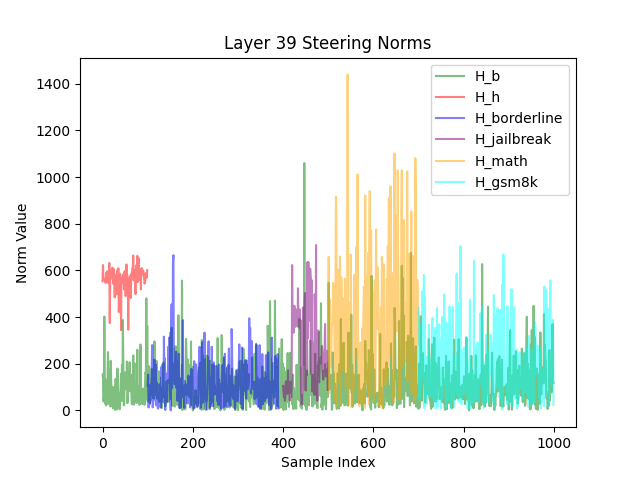 Layer 39 Steering Norms
Norm Value
1400
1200
1000
800
600
400
200
0
H_b
H_h
H_borderline
H_jailbreak
H_math
H_gsm8k
0
200
400
600
800
1000
Sample Index